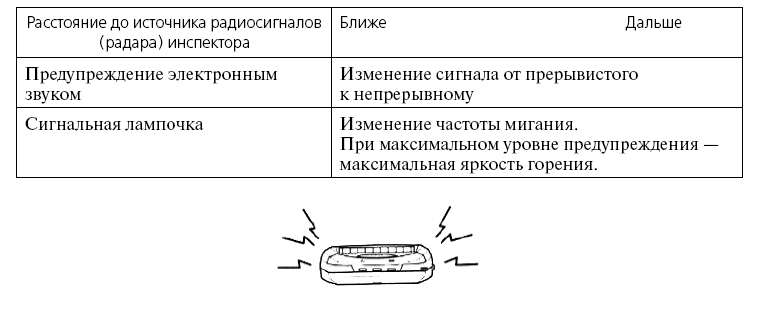 Расстояние до источника радиосигналов
(радара) инспектора
Ближе Дальше
Предупреждение электронным
звуком
Изменение сигнала от прерывистого
к непрерывному
Сигнальная лампочка
Изменение частоты мигания.
При максимальном уровне предупреждения —
максимальная яркость горения.